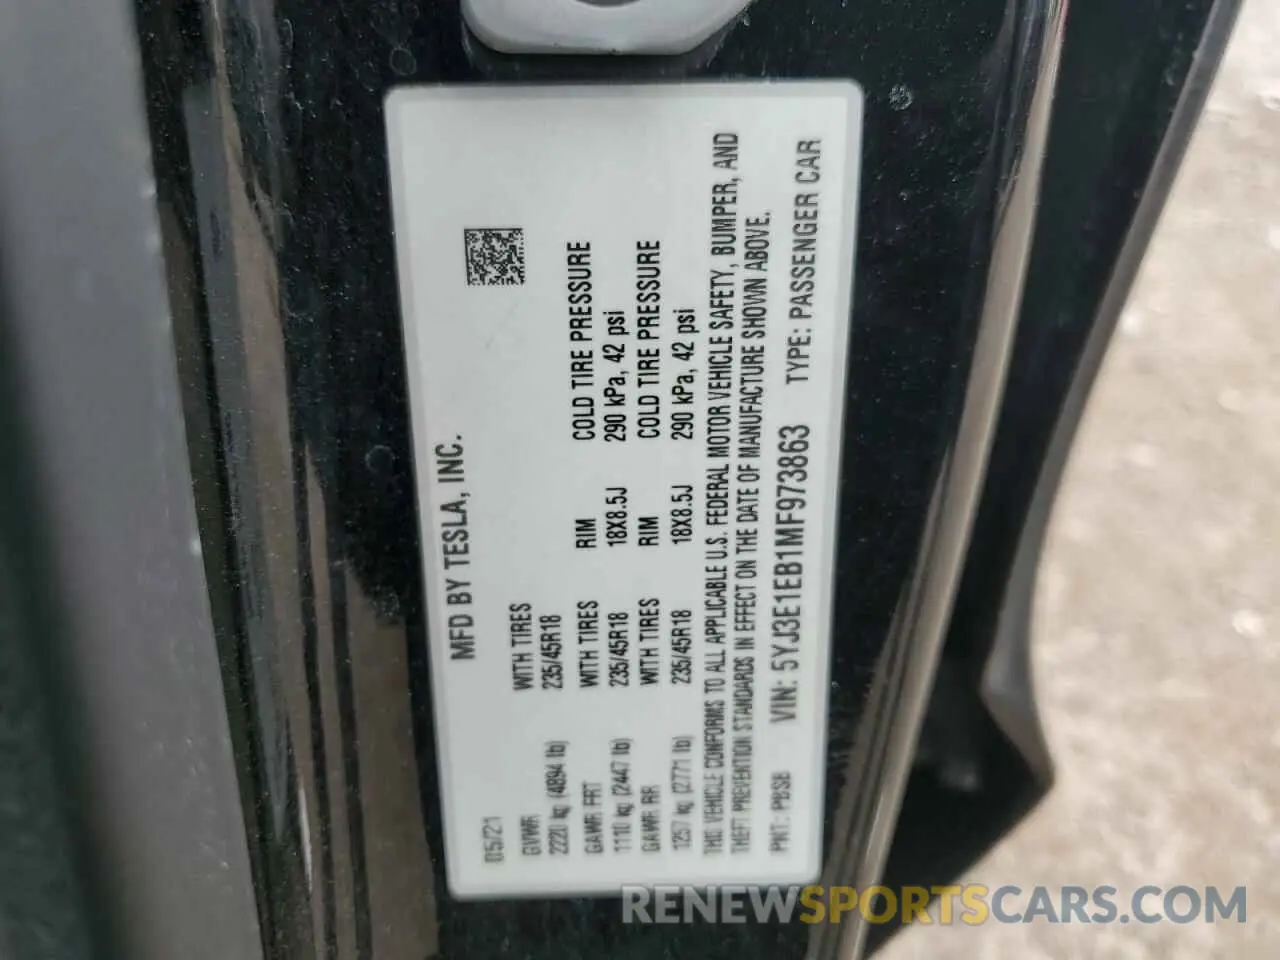 MFD BY TESLA, INC.
05/21
GVWR WITH TIRES RIM COLD TIRE PRESSURE
2220 kg (4894 lb) 235/45R18
GAWR FRT WITH TIRES RIM COLD TIRE PRESSURE
1110 kg (2447 lb) 235/45R18 18X8.5J 290 kPa, 42 psi
GAWR RR WITH TIRES RIM COLD TIRE PRESSURE
1257 kg (2771 lb) 235/45R18 18X8.5J 290 kPa, 42 psi
THIS VEHICLE CONFORMS TO ALL APPLICABLE U.S. FEDERAL MOTOR VEHICLE SAFETY, BUMPER, AND
THEFT PREVENTION STANDARDS IN EFFECT ON THE DATE OF MANUFACTURE SHOWN ABOVE.
PNT: PBSB VIN: 5YJ3E1EB1MF973863 TYPE: PASSENGER CAR
RENEWSPORTSCARS.COM